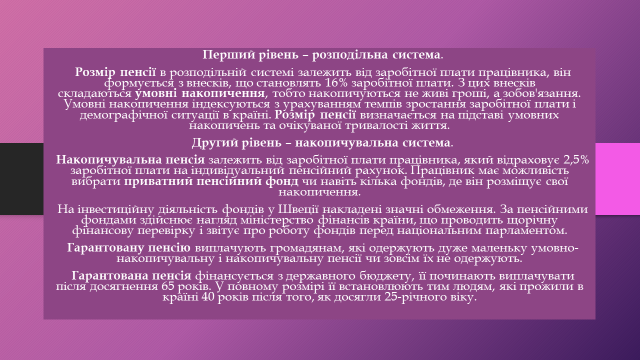 Перший рівень – розподільна система.
Розмір пенсії в розподільній системі залежить від заробітної плати працівника, він
формується з внесків, що становлять 16% заробітної плати. З цих внесків
складаються умовні накопичення, тобто накопичуються не живі гроші, а зобов'язання.
Умовні накопичення індексуються з урахуванням темпів зростання заробітної плати і
демографічної ситуації в країні. Розмір пенсії визначається на підставі умовних
накопичень та очікуваної тривалості життя.
Другий рівень – накопичувальна система.
Накопичувальна пенсія залежить від заробітної плати працівника, який відраховує 2,5%
заробітної плати на індивідуальний пенсійний рахунок. Працівник має можливість
вибрати приватний пенсійний фонд чи навіть кілька фондів, де він розміщує свої
накопичення.
На інвестиційну діяльність фондів у Швеції накладені значні обмеження. За пенсійними
фондами здійснює нагляд міністерство фінансів країни, що проводить щорічну
фінансову перевірку і звітує про роботу фондів перед національним парламентом.
Гарантовану пенсію виплачують громадянам, які одержують дуже маленьку умовно-
накопичувальну і накопичувальну пенсії чи зовсім їх не одержують.
Гарантована пенсія фінансується з державного бюджету, її починають виплачувати
після досягнення 65 років. У повному розмірі її встановлюють тим людям, які прожили в
країні 40 років після того, як досягли 25-річного віку.